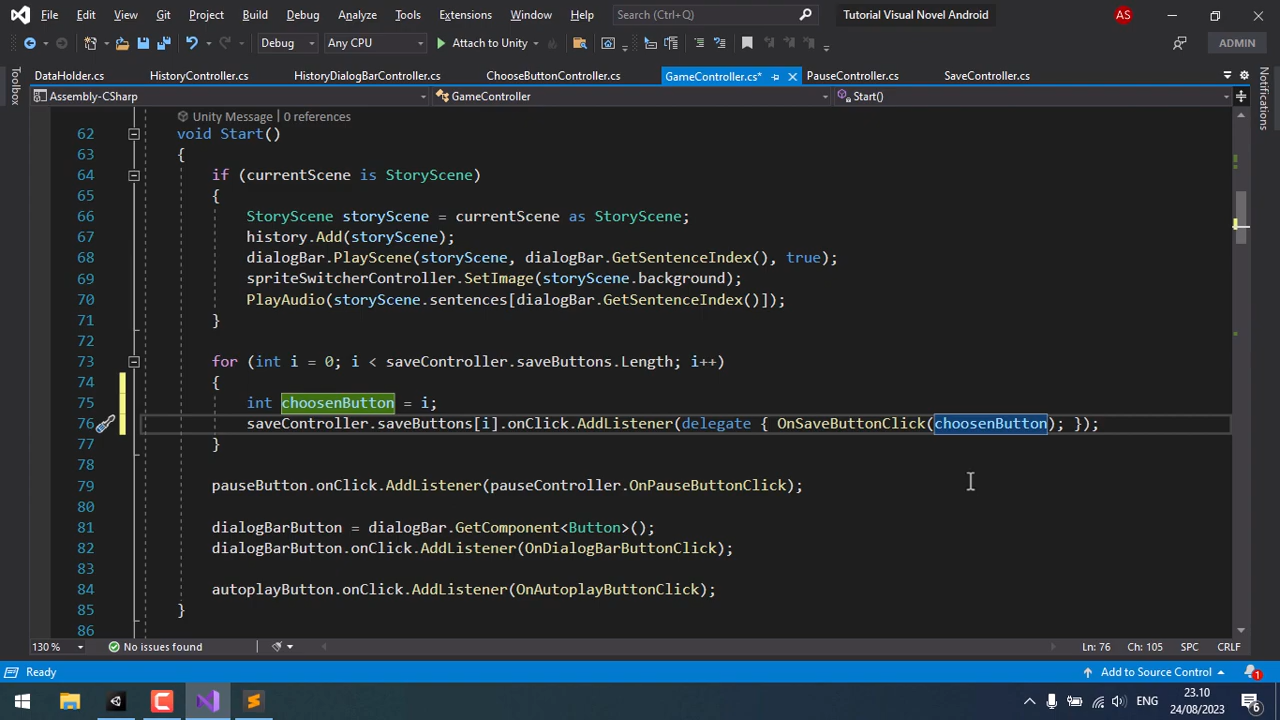 File Edit View Git Project Build Debug Analyze Tools Extensions Window Help Search (Ctrl+Q) Tutorial Visual Novel Android AS
Debug Any CPU Attach to Unity ADMIN
DataHolder.cs HistoryController.cs HistoryDialogBarController.cs ChooseButtonController.cs GameController.cs* PauseController.cs SaveController.cs
Toolbox
Notifications
Assembly-CSharp GameController Start()
Unity Message | 0 references
62 void Start()
63 {
64 if (currentScene is StoryScene)
65 {
66 StoryScene storyScene = currentScene as StoryScene;
67 history.Add(storyScene);
68 dialogBar.PlayScene(storyScene, dialogBar.GetSentenceIndex(), true);
69 spriteSwitcherController.SetImage(storyScene.background);
70 PlayAudio(storyScene.sentences[dialogBar.GetSentenceIndex()]);
71 }
72
73 for (int i = 0; i < saveController.saveButtons.Length; i++)
74 {
75 int choosenButton = i;
76 saveController.saveButtons[i].onClick.AddListener(delegate { OnSaveButtonClick(choosenButton); });
77 }
78
79 pauseButton.onClick.AddListener(pauseController.OnPauseButtonClick);
80
81 dialogBarButton = dialogBar.GetComponent<Button>();
82 dialogBarButton.onClick.AddListener(OnDialogBarButtonClick);
83
84 autoplayButton.onClick.AddListener(OnAutoplayButtonClick);
85 }
86
130 % No issues found Ln: 76 Ch: 105 SPC CRLF
Ready Add to Source Control 1
ENG 23.10
24/08/2023 6